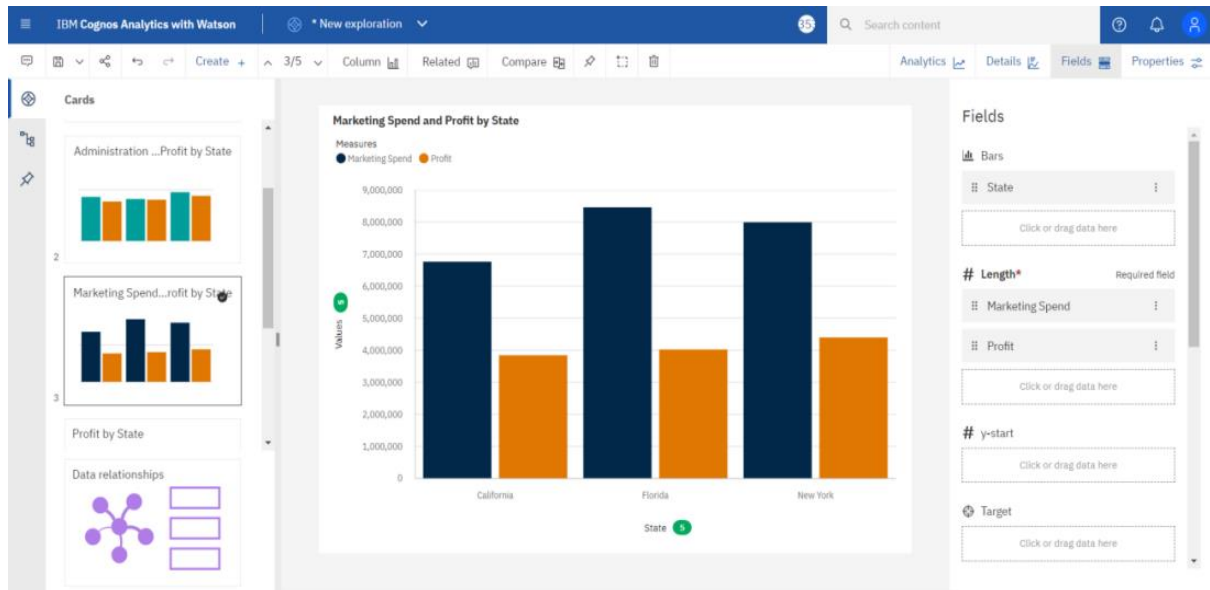 IBM Cognos Analytics with Watson
* New exploration
35
Search content
Create +
3/5
Column
Related
Compare
Analytics
Details
Fields
Properties
Cards
Administration ...Profit by State
2
Marketing Spend...rofit by State
3
Profit by State
Data relationships
Marketing Spend and Profit by State
Measures
Marketing Spend Profit
9,000,000
8,000,000
7,000,000
6,000,000
5,000,000
4,000,000
3,000,000
2,000,000
1,000,000
0
Values 5
California Florida New York
State 5
Fields
Bars
State
Click or drag data here
# Length* Required field
Marketing Spend
Profit
Click or drag data here
# y-start
Click or drag data here
Target
Click or drag data here